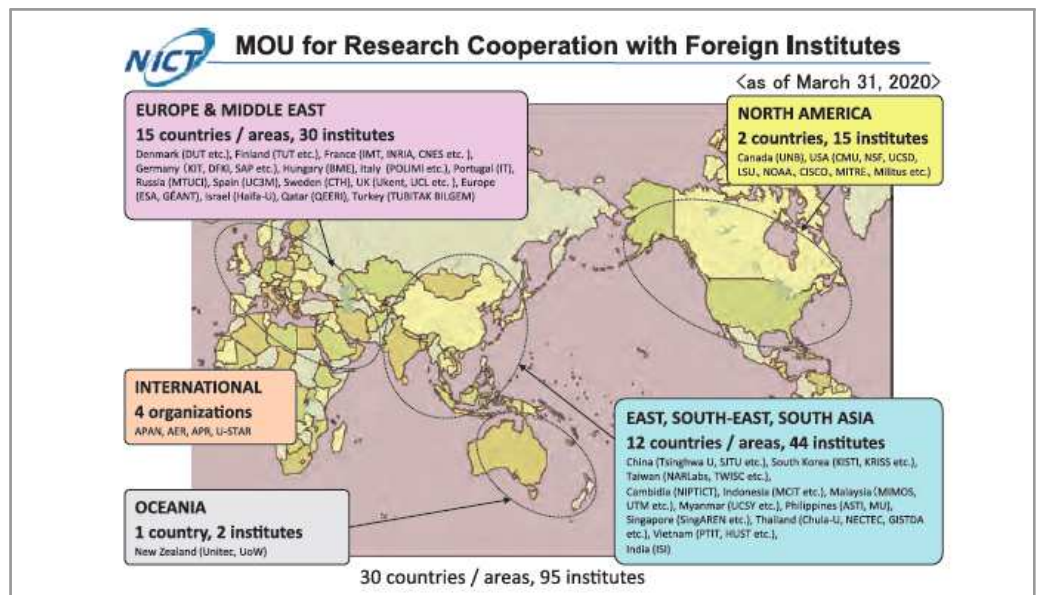 NICT
MOU for Research Cooperation with Foreign Institutes
<as of March 31, 2020>
EUROPE & MIDDLE EAST
15 countries / areas, 30 institutes
Denmark (DUT etc.), Finland (TUT etc.), France (IMT, INRIA, CNES etc. ),
Germany (KIT, DFKI, SAP etc.), Hungary (BME), Italy (POLIMI etc.), Portugal (IT),
Russia (MTUCI), Spain (UC3M), Sweden (CTH), UK (Ukent, UCL etc. ), Europe
(ESA, GÉANT), Israel (Haifa-U), Qatar (QEERI), Turkey (TUBITAK BILGEM)
NORTH AMERICA
2 countries, 15 institutes
Canada (UNB), USA (CMU, NSF, UCSD,
LSU, NOAA, CISCO, MITRE, Militus etc.)
INTERNATIONAL
4 organizations
APAN, AER, APR, U-STAR
EAST, SOUTH-EAST, SOUTH ASIA
12 countries / areas, 44 institutes
China (Tsinghwa U, SJTU etc.), South Korea (KISTI, KRISS etc.),
Taiwan (NARLabs, TWISC etc.),
Cambidia (NIPTICT), Indonesia (MCIT etc.), Malaysia (MIMOS,
UTM etc.), Myanmar (UCSY etc.), Philippines (ASTI, MU),
Singapore (SingAREN etc.), Thailand (Chula-U, NECTEC, GISTDA
etc.), Vietnam (PTIT, HUST etc.),
India (ISI)
OCEANIA
1 country, 2 institutes
New Zealand (Unitec, UoW)
30 countries / areas, 95 institutes